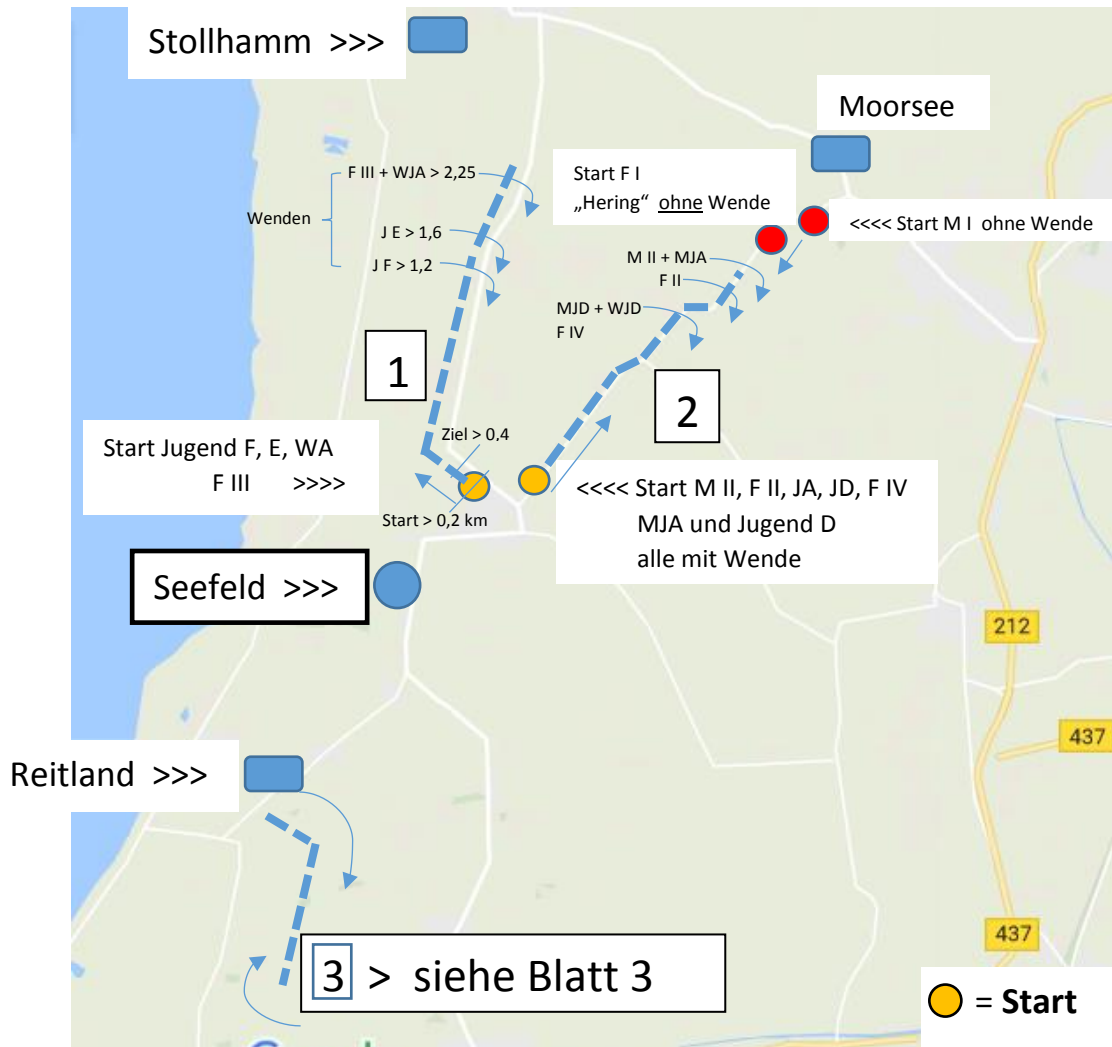 Stollhamm >>>
Moorsee
F III + WJA > 2,25
Wenden
J E > 1,6
J F > 1,2
Start F I
„Hering“ ohne Wende
<<<< Start M I ohne Wende
M II + MJA
F II
MJD + WJD
F IV
1
2
Ziel > 0,4
Start Jugend F, E, WA
F III >>>>
Start > 0,2 km
<<<< Start M II, F II, JA, JD, F IV
MJA und Jugend D
alle mit Wende
Seefeld >>>
212
437
Reitland >>>
437
3 > siehe Blatt 3
= Start